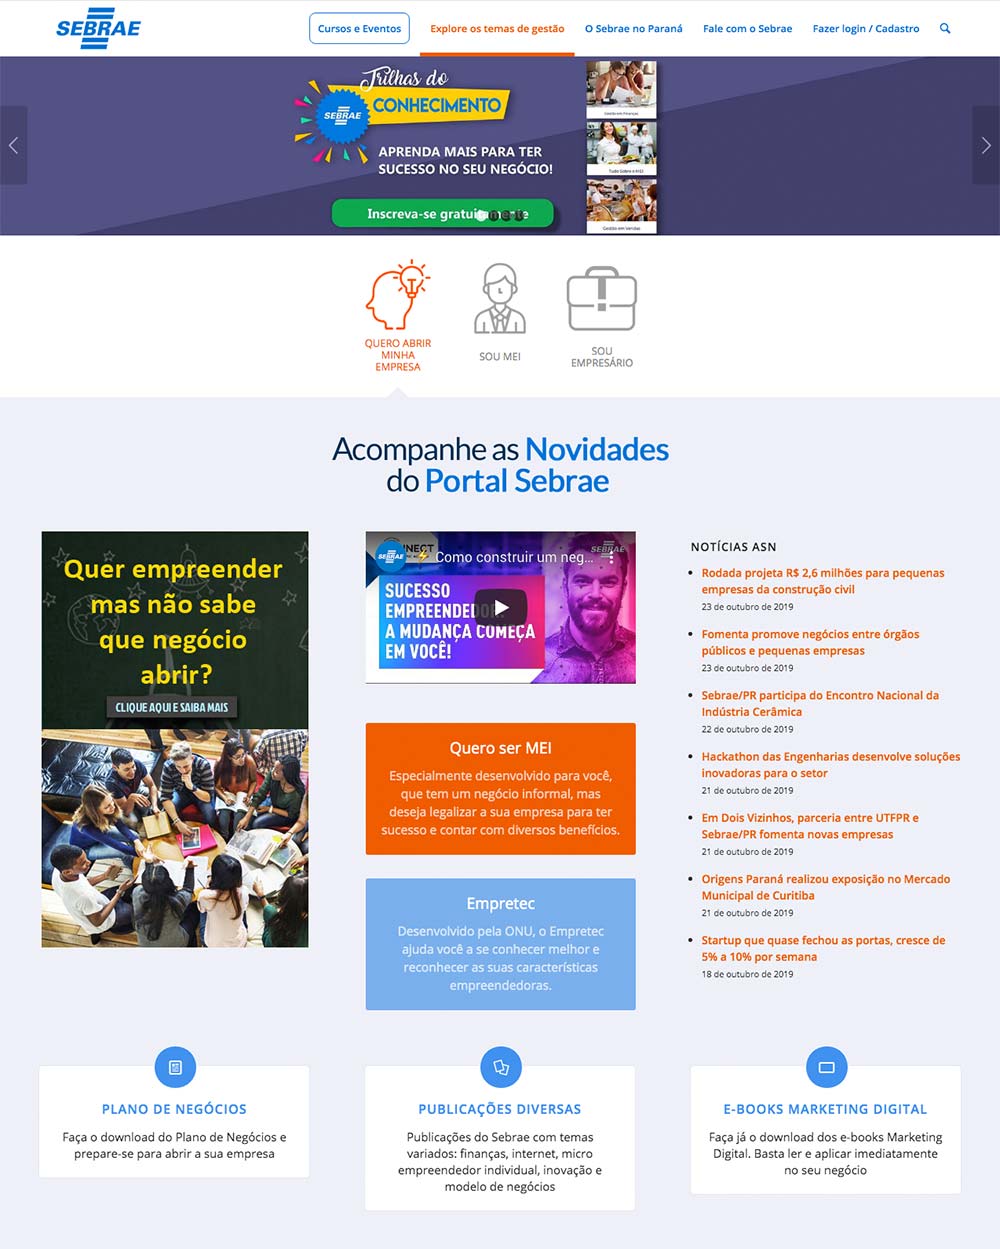 SEBRAE
Cursos e Eventos
Explore os temas de gestão
O Sebrae no Paraná
Fale com o Sebrae
Fazer login / Cadastro
Trilhas do
CONHECIMENTO
SEBRAE
APRENDA MAIS PARA TER
SUCESSO NO SEU NEGÓCIO!
Inscreva-se gratuitamente
Gestão em Finanças
Tudo Sobre o MEI
Gestão em Vendas
QUERO ABRIR
MINHA
EMPRESA
SOU MEI
SOU
EMPRESÁRIO
Acompanhe as Novidades
do Portal Sebrae
Quer empreender
mas não sabe
que negócio
abrir?
CLIQUE AQUI E SAIBA MAIS
SEBRAE
Como construir um neg...
SEBRAE
SUCESSO
A MUDANÇA COMEÇA
EM VOCÊ!
Quero ser MEI
Especialmente desenvolvido para você,
que tem um negócio informal, mas
deseja legalizar a sua empresa para ter
sucesso e contar com diversos benefícios.
Empretec
Desenvolvido pela ONU, o Empretec
ajuda você a se conhecer melhor e
reconhecer as suas características
empreendedoras.
NOTÍCIAS ASN
Rodada projeta R$ 2,6 milhões para pequenas
empresas da construção civil
23 de outubro de 2019
Fomenta promove negócios entre órgãos
públicos e pequenas empresas
23 de outubro de 2019
Sebrae/PR participa do Encontro Nacional da
Indústria Cerâmica
22 de outubro de 2019
Hackathon das Engenharias desenvolve soluções
inovadoras para o setor
21 de outubro de 2019
Em Dois Vizinhos, parceria entre UTFPR e
Sebrae/PR fomenta novas empresas
21 de outubro de 2019
Origens Paraná realizou exposição no Mercado
Municipal de Curitiba
21 de outubro de 2019
Startup que quase fechou as portas, cresce de
5% a 10% por semana
18 de outubro de 2019
PLANO DE NEGÓCIOS
Faça o download do Plano de Negócios e
prepare-se para abrir a sua empresa
PUBLICAÇÕES DIVERSAS
Publicações do Sebrae com temas
variados: finanças, internet, micro
empreendedor individual, inovação e
modelo de negócios
E-BOOKS MARKETING DIGITAL
Faça já o download dos e-books Marketing
Digital. Basta ler e aplicar imediatamente
no seu negócio